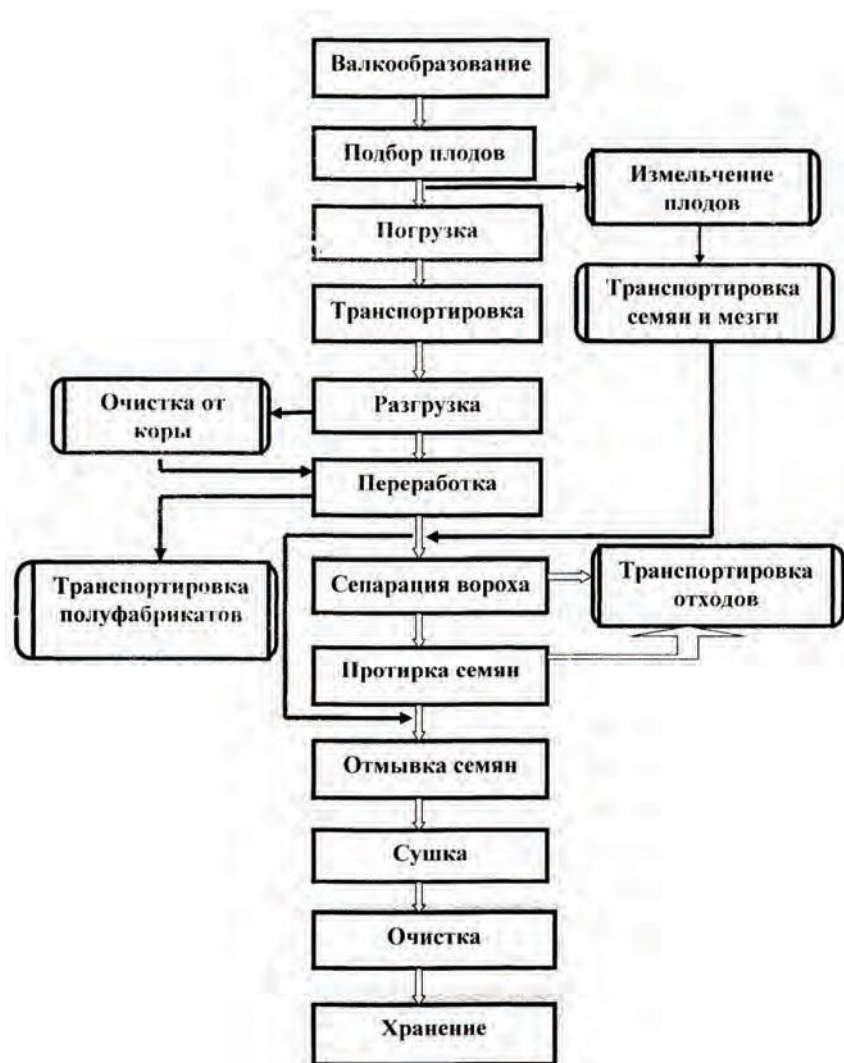 Валкообразование
Подбор плодов
Измельчение
плодов
Погрузка
Транспортировка
семян и мезги
Транспортировка
Очистка от
коры
Разгрузка
Переработка
Транспортировка
полуфабрикатов
Сепарация вороха
Транспортировка
отходов
Протирка семян
Отмывка семян
Сушка
Очистка
Хранение